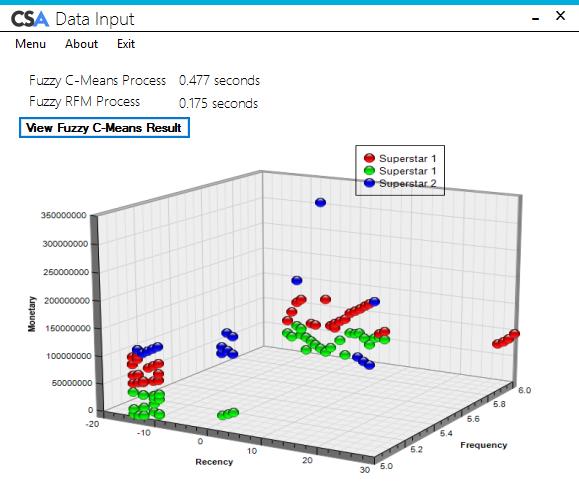 CSA Data Input
Menu About Exit
Fuzzy C-Means Process 0.477 seconds
Fuzzy RFM Process 0.175 seconds
View Fuzzy C-Means Result
Superstar 1
Superstar 1
Superstar 2
350000000
300000000
250000000
200000000
150000000
100000000
50000000
0
Monetary
-20
-10
0
10
20
30
Recency
5.0
5.2
5.4
5.6
5.8
6.0
Frequency